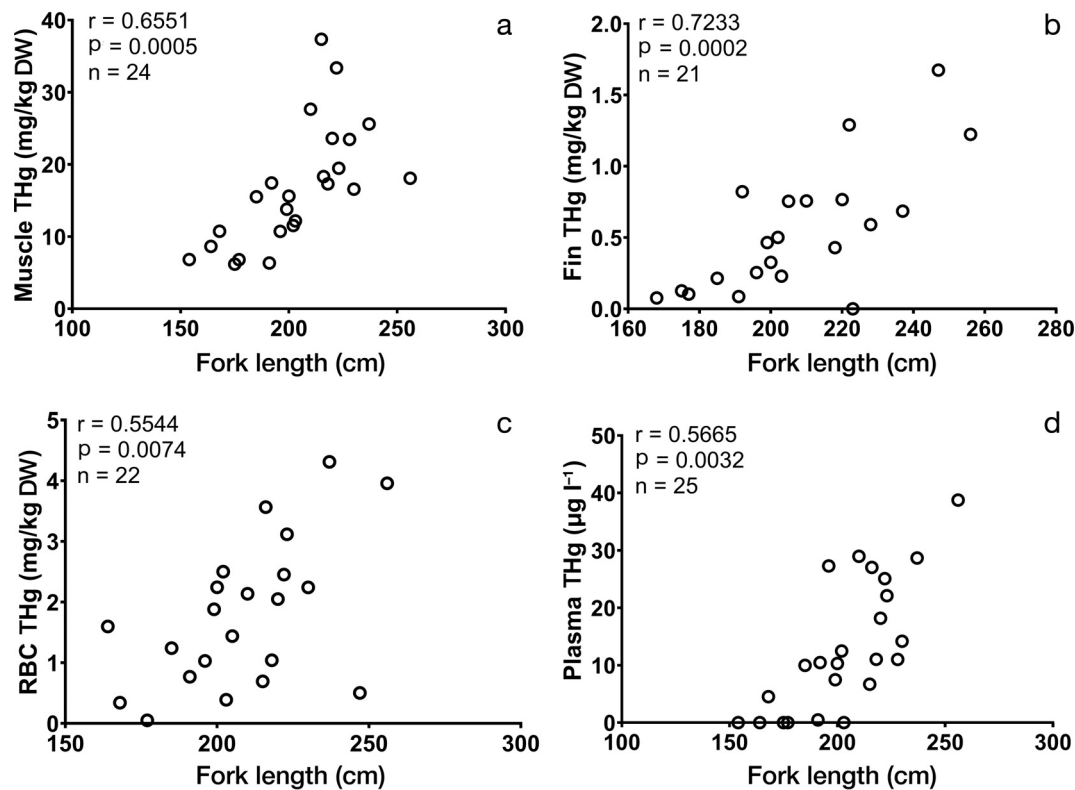 a
r = 0.6551
p = 0.0005
n = 24
Muscle THg (mg/kg DW)
40
30
20
10
0
100 150 200 250 300
Fork length (cm)
b
r = 0.7233
p = 0.0002
n = 21
Fin THg (mg/kg DW)
2.0
1.5
1.0
0.5
0.0
160 180 200 220 240 260 280
Fork length (cm)
c
r = 0.5544
p = 0.0074
n = 22
RBC THg (mg/kg DW)
5
4
3
2
1
0
150 200 250 300
Fork length (cm)
d
r = 0.5665
p = 0.0032
n = 25
Plasma THg (µg l⁻¹)
50
40
30
20
10
0
100 150 200 250 300
Fork length (cm)